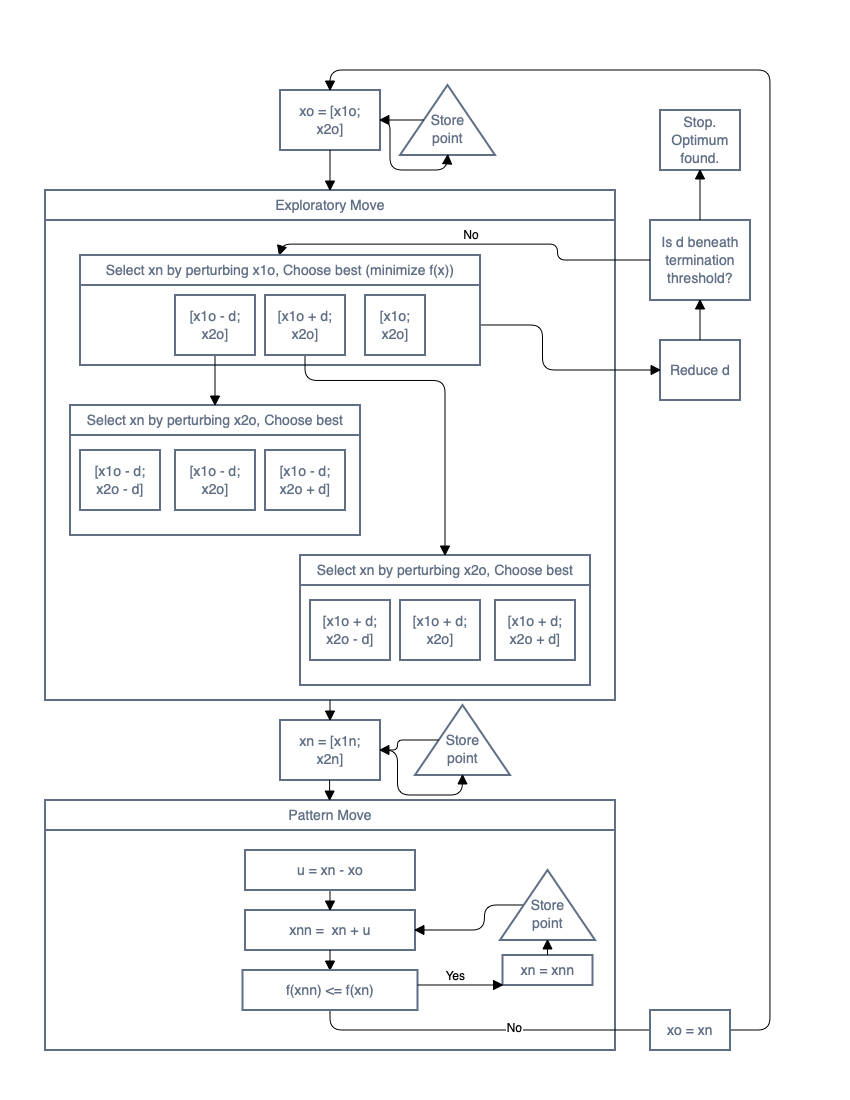 xo = [x1o;
x2o]
Store
point
Stop.
Optimum
found.
Exploratory Move
No
Is d beneath
termination
threshold?
Select xn by perturbing x1o, Choose best (minimize f(x))
[x1o - d;
x2o]
[x1o + d;
x2o]
[x1o;
x2o]
Reduce d
Select xn by perturbing x2o, Choose best
[x1o - d;
x2o - d]
[x1o - d;
x2o]
[x1o - d;
x2o + d]
Select xn by perturbing x2o, Choose best
[x1o + d;
x2o - d]
[x1o + d;
x2o]
[x1o + d;
x2o + d]
xn = [x1n;
x2n]
Store
point
Pattern Move
u = xn - xo
Store
point
xnn =  xn + u
f(xnn) <= f(xn)
Yes
xn = xnn
No
xo = xn